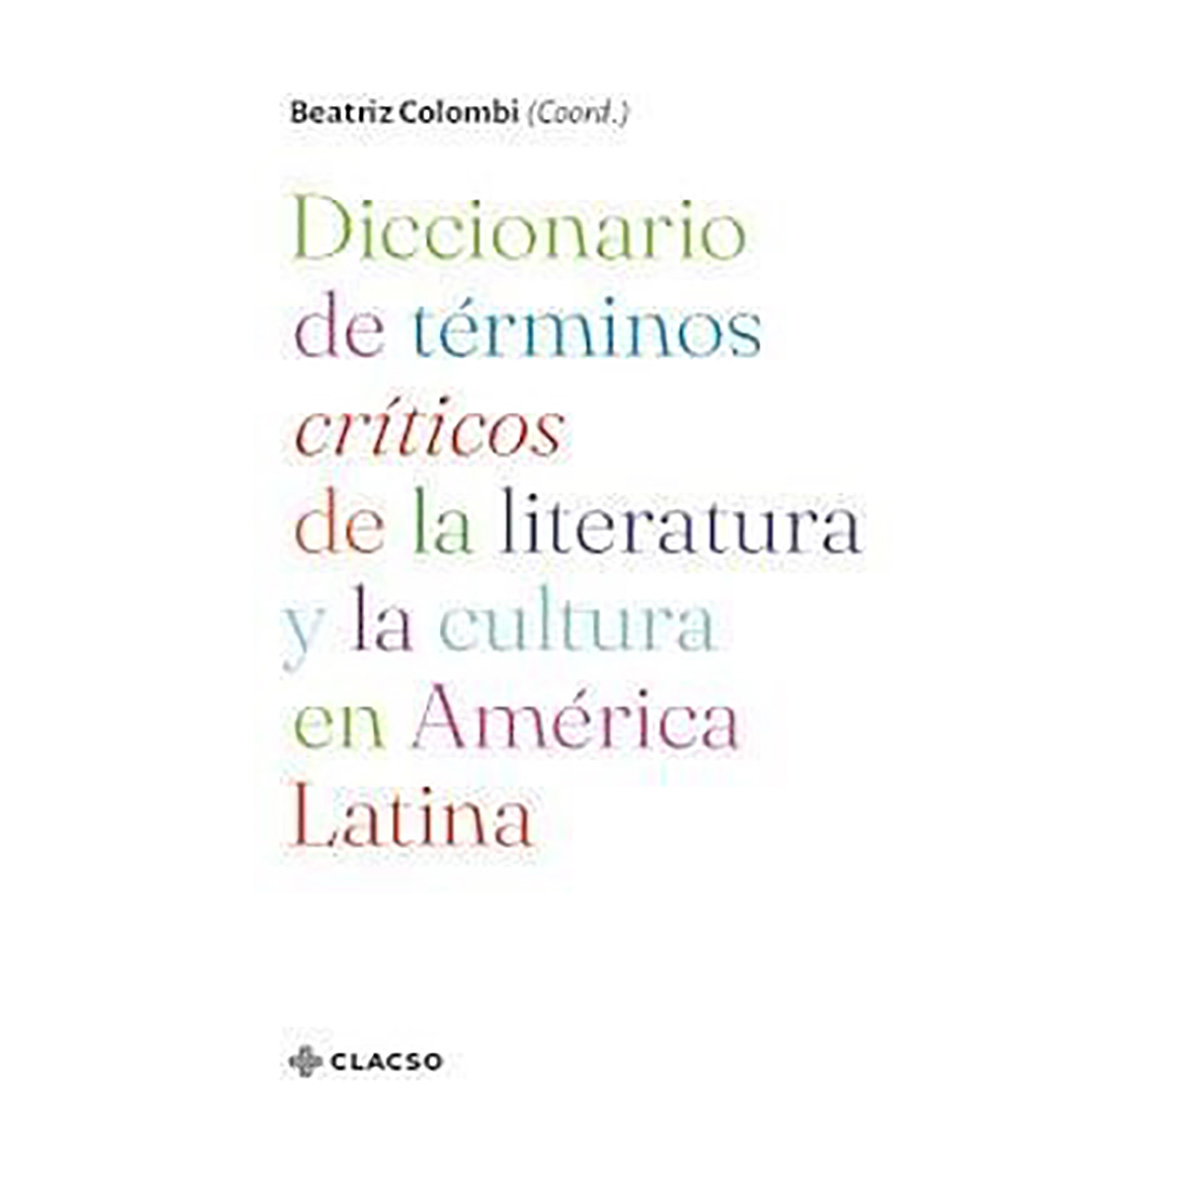 Beatriz Colombi (Coord.)
Diccionario
de términos
críticos
de la literatura
y la cultura
en América
Latina
CLACSO